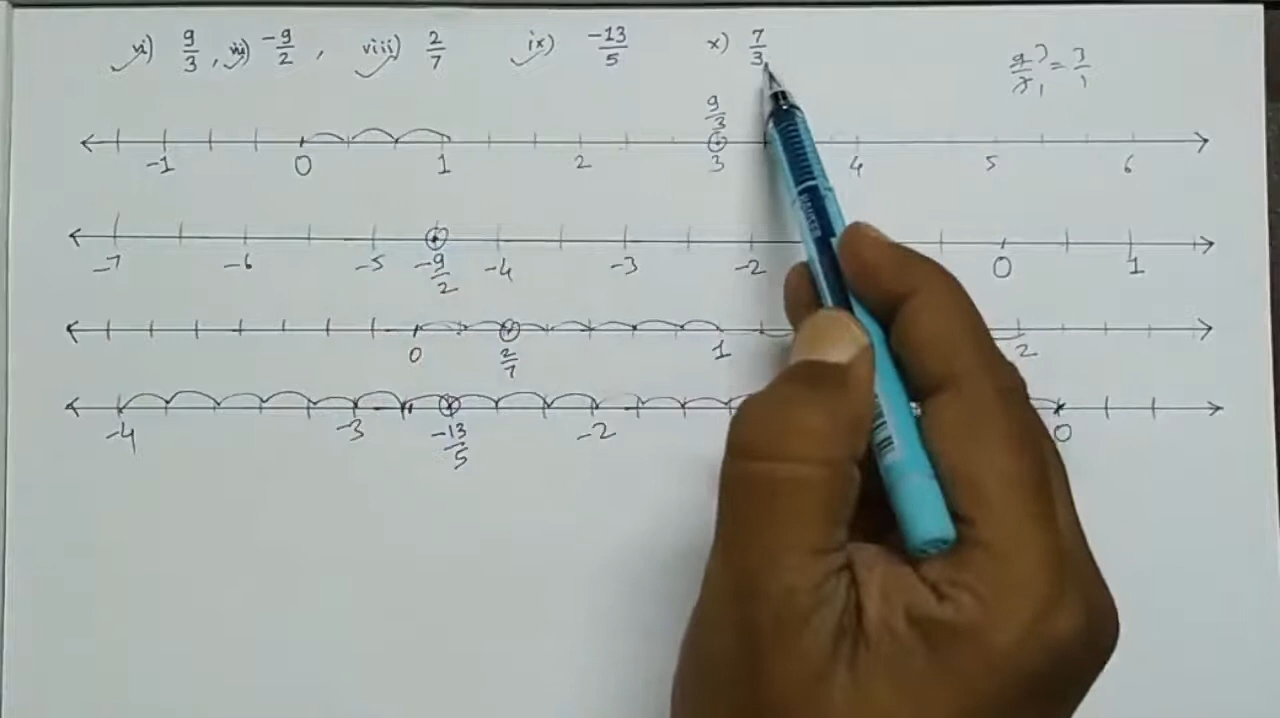 vi) 9/3 , vii) -9/2 , viii) 2/7 ix) -13/5 x) 7/3
9/3 = 3/1
9/3
-1 0 1 2 3 4 5 6
-7 -6 -5 -9/2 -4 -3 -2 0 1
0 2/7 1 2
-4 -3 -13/5 -2 0